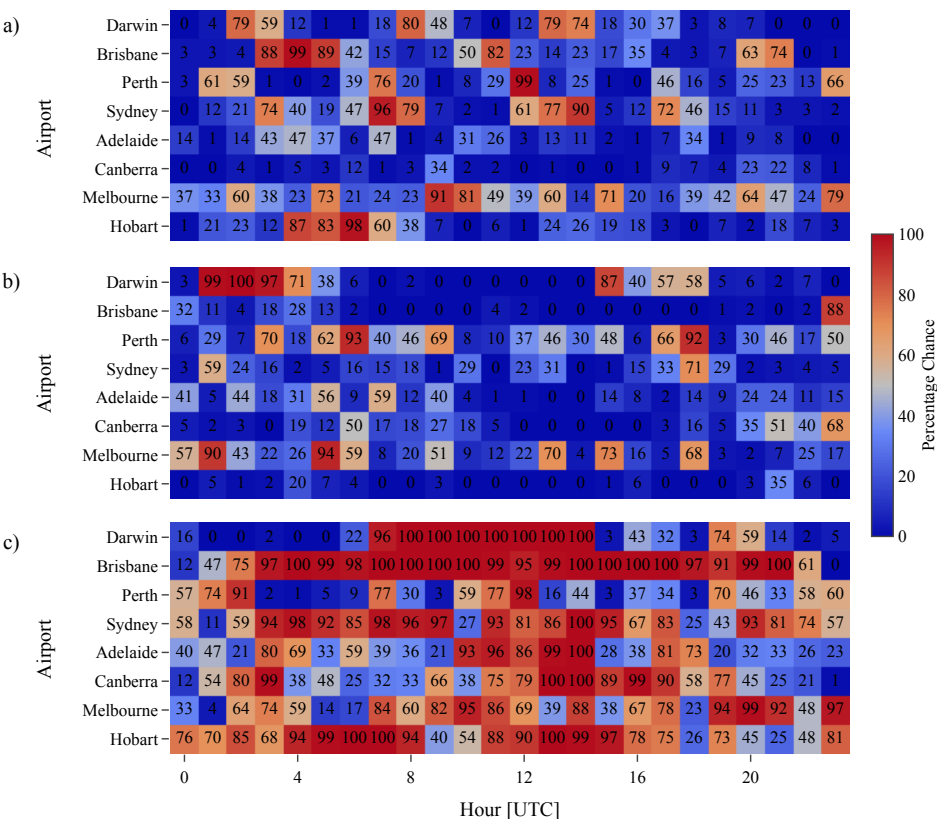 a)
Airport
Darwin 0 4 79 59 12 1 1 18 80 48 7 0 12 79 74 18 30 37 3 8 7 0 0 0
Brisbane 3 3 4 88 99 89 42 15 7 12 50 82 23 14 23 17 35 4 3 7 63 74 0 1
Perth 3 61 59 1 0 2 39 76 20 1 8 29 99 8 25 1 0 46 16 5 25 23 13 66
Sydney 0 12 21 74 40 19 47 96 79 7 2 1 61 77 90 5 12 72 46 15 11 3 3 2
Adelaide 14 1 14 43 47 37 6 47 1 4 31 26 3 13 11 2 1 7 34 1 9 8 0 0
Canberra 0 0 4 1 5 3 12 1 3 34 2 2 0 1 0 0 1 9 7 4 23 22 8 1
Melbourne 37 33 60 38 23 73 21 24 23 91 81 49 39 60 14 71 20 16 39 42 64 47 24 79
Hobart 1 21 23 12 87 83 98 60 38 7 0 6 1 24 26 19 18 3 0 7 2 18 7 3
b)
Airport
Darwin 3 99 100 97 71 38 6 0 2 0 0 0 0 0 0 87 40 57 58 5 6 2 7 0
Brisbane 32 11 4 18 28 13 2 0 0 0 0 4 2 0 0 0 0 0 0 1 2 0 2 88
Perth 6 29 7 70 18 62 93 40 46 69 8 10 37 46 30 48 6 66 92 3 30 46 17 50
Sydney 3 59 24 16 2 5 16 15 18 1 29 0 23 31 0 1 15 33 71 29 2 3 4 5
Adelaide 41 5 44 18 31 56 9 59 12 40 4 1 1 0 0 14 8 2 14 9 24 24 11 15
Canberra 5 2 3 0 19 12 50 17 18 27 18 5 0 0 0 0 0 3 16 5 35 51 40 68
Melbourne 57 90 43 22 26 94 59 8 20 51 9 12 22 70 4 73 16 5 68 3 2 7 25 17
Hobart 0 5 1 2 20 7 4 0 0 3 0 0 0 0 0 1 6 0 0 0 3 35 6 0
c)
Airport
Darwin 16 0 0 2 0 0 22 96 100 100 100 100 100 100 100 3 43 32 3 74 59 14 2 5
Brisbane 12 47 75 97 100 99 98 100 100 100 100 99 95 99 100 100 100 100 97 91 99 100 61 0
Perth 57 74 91 2 1 5 9 77 30 3 59 77 98 16 44 3 37 34 3 70 46 33 58 60
Sydney 58 11 59 94 98 92 85 98 96 97 27 93 81 86 100 95 67 83 25 43 93 81 74 57
Adelaide 40 47 21 80 69 33 59 39 36 21 93 96 86 99 100 28 38 81 73 20 32 33 26 23
Canberra 12 54 80 99 38 48 25 32 33 66 38 75 79 100 100 89 99 90 58 77 45 25 21 1
Melbourne 33 4 64 74 59 14 17 84 60 82 95 86 69 39 88 38 67 78 23 94 99 92 48 97
Hobart 76 70 85 68 94 99 100 100 94 40 54 88 90 100 99 97 78 75 26 73 45 25 48 81
0 4 8 12 16 20
Hour [UTC]
100
80
60
40
20
0
Percentage Chance